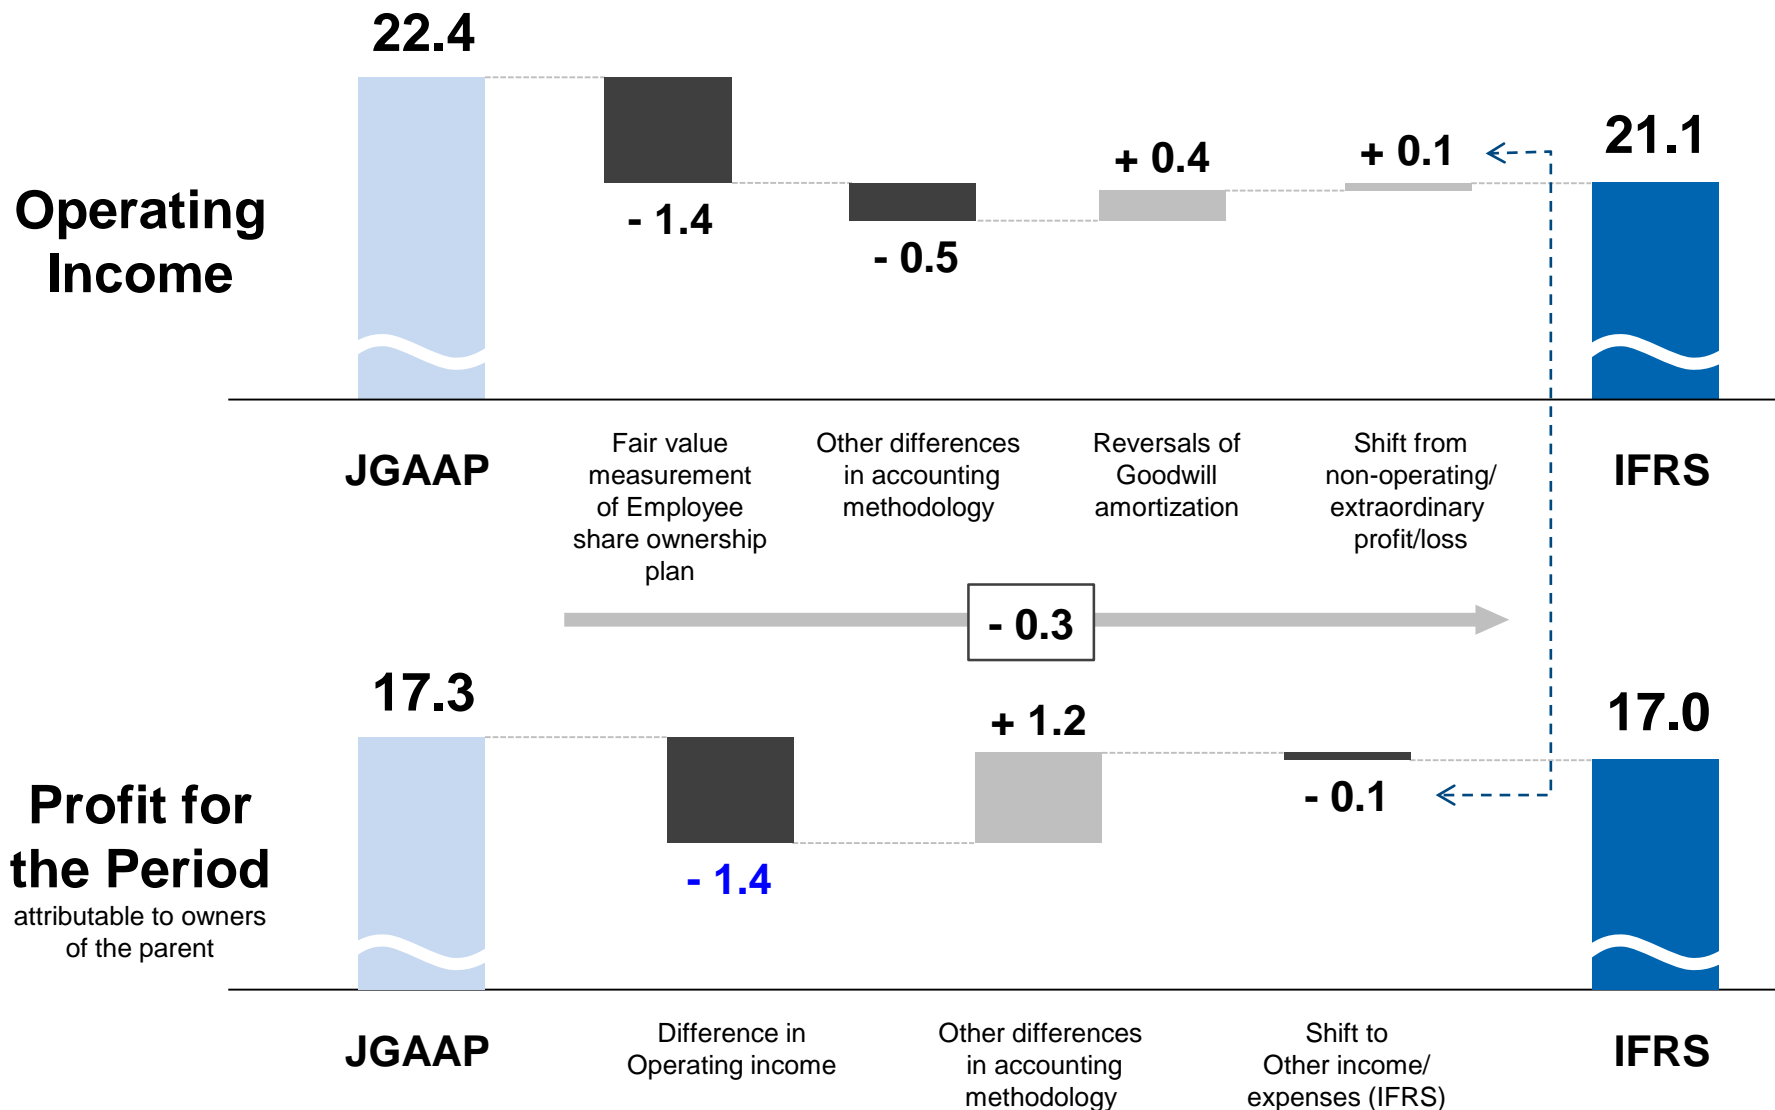 22.4
- 1.4
- 0.5
+ 0.4
+ 0.1
21.1
Operating
Income
JGAAP
Fair value
measurement
of Employee
share ownership
plan
Other differences
in accounting
methodology
Reversals of
Goodwill
amortization
Shift from
non-operating/
extraordinary
profit/loss
IFRS
- 0.3
17.3
- 1.4
+ 1.2
- 0.1
17.0
Profit for
the Period
attributable to owners
of the parent
JGAAP
Difference in
Operating income
Other differences
in accounting
methodology
Shift to
Other income/
expenses (IFRS)
IFRS